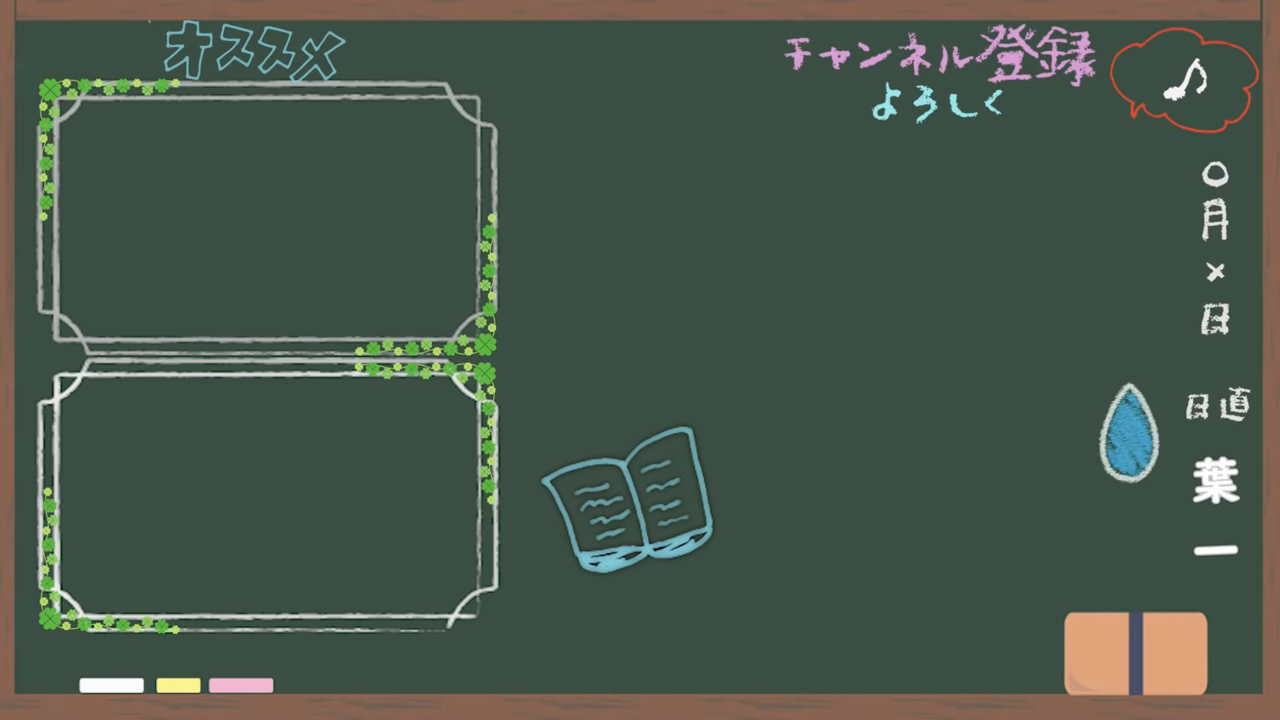 オススメ
チャンネル登録
よろしく
○月×日
日直
葉一